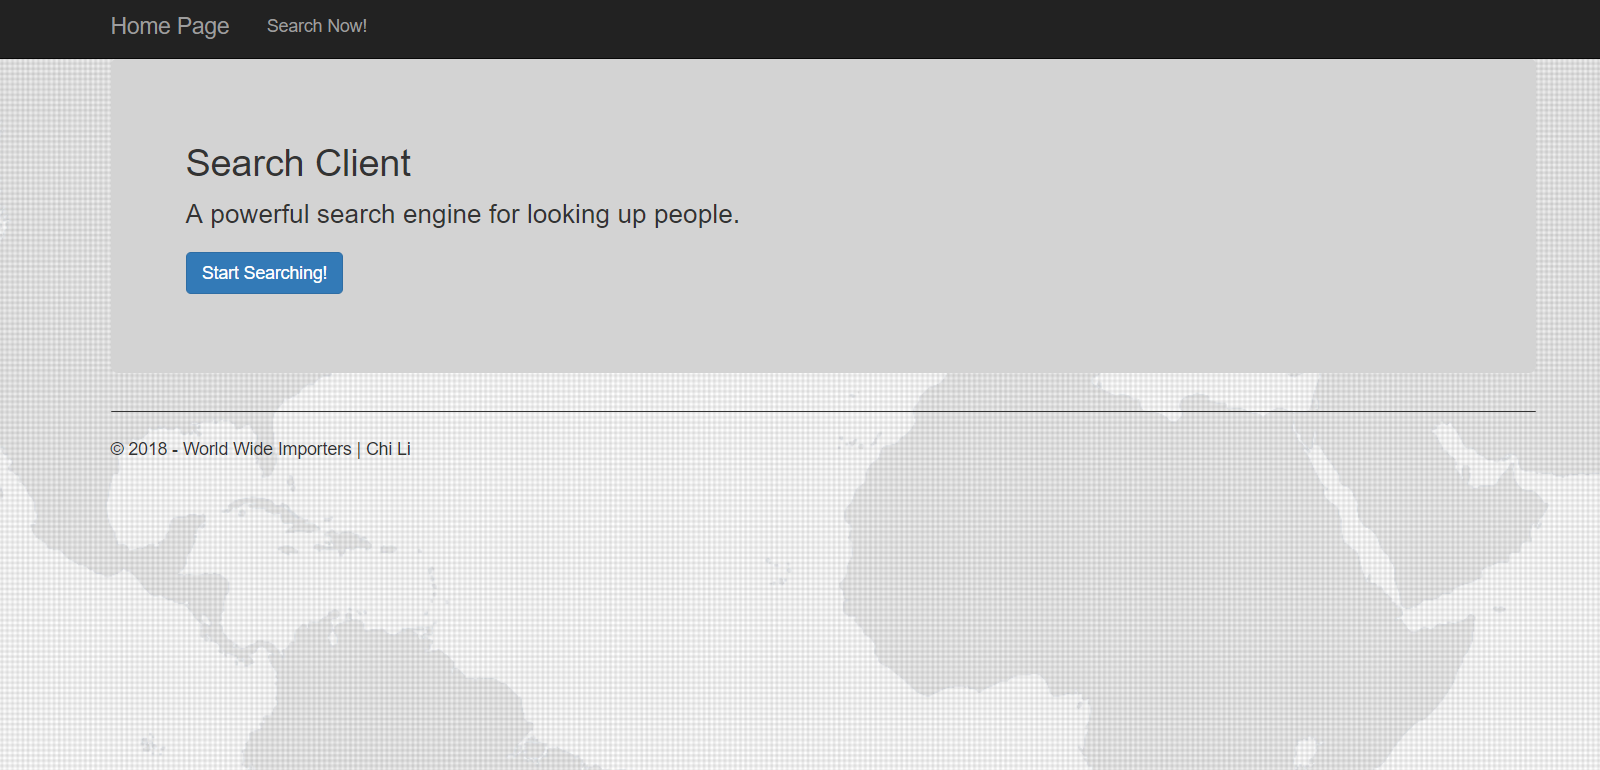 Home Page Search Now!
Search Client
A powerful search engine for looking up people.
Start Searching!
© 2018 - World Wide Importers | Chi Li